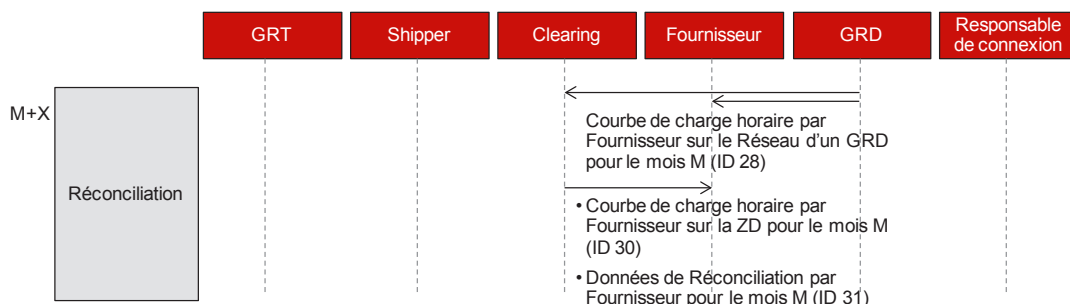 GRT
Shipper
Clearing
Fournisseur
GRD
Responsable
de connexion
M+X
Réconciliation
Courbe de charge horaire par
Fournisseur sur le Réseau d'un GRD
pour le mois M (ID 28)
• Courbe de charge horaire par
Fournisseur sur la ZD pour le mois M
(ID 30)
• Données de Réconciliation par
Fournisseur pour le mois M (ID 31)